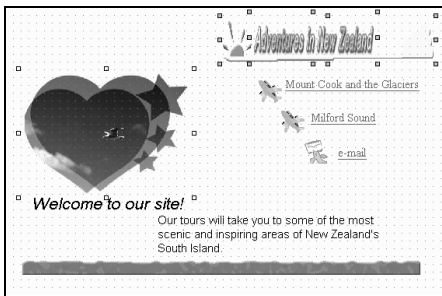 Adventures in New Zealand
Mount Cook and the Glaciers
Milford Sound
e-mail
Welcome to our site!
Our tours will take you to some of the most
scenic and inspiring areas of New Zealand's
South Island.